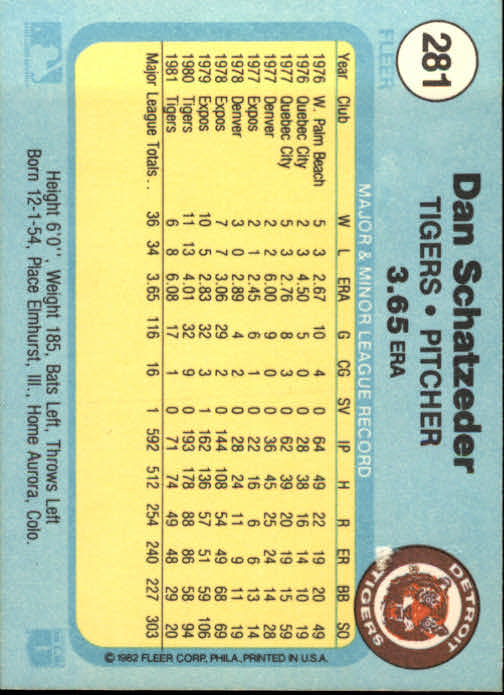 281
FLEER
Dan Schatzeder
TIGERS • PITCHER
3.65 ERA
DETROIT
TIGERS
MAJOR & MINOR LEAGUE RECORD
Year Club W L ERA G CG SV IP H R ER BB SO
1976 W. Palm Beach 5 3 2.67 10 4 0 64 49 22 19 20 49
1976 Quebec City 2 3 4.50 5 0 0 28 38 16 14 10 19
1977 Quebec City 5 3 2.76 8 3 0 62 39 20 19 15 59
1977 Denver 2 2 6.00 9 0 0 36 45 25 24 14 28
1977 Expos 2 1 2.45 6 1 0 22 16 6 6 13 14
1978 Denver 3 0 2.89 4 2 0 28 24 11 9 11 19
1978 Expos 7 7 3.06 29 2 0 144 108 54 49 68 69
1979 Expos 10 5 2.83 32 3 1 162 136 57 51 59 106
1980 Tigers 11 13 4.01 32 9 0 193 178 88 86 58 94
1981 Tigers 6 8 6.08 17 1 0 71 74 49 48 29 20
Major League Totals . . 36 34 3.65 116 16 1 592 512 254 240 227 303
© 1982 FLEER CORP., PHILA., PRINTED IN U.S.A.
Height 6'0", Weight 185, Bats Left, Throws Left
Born 12-1-54, Place Elmhurst, Ill., Home Aurora, Colo.